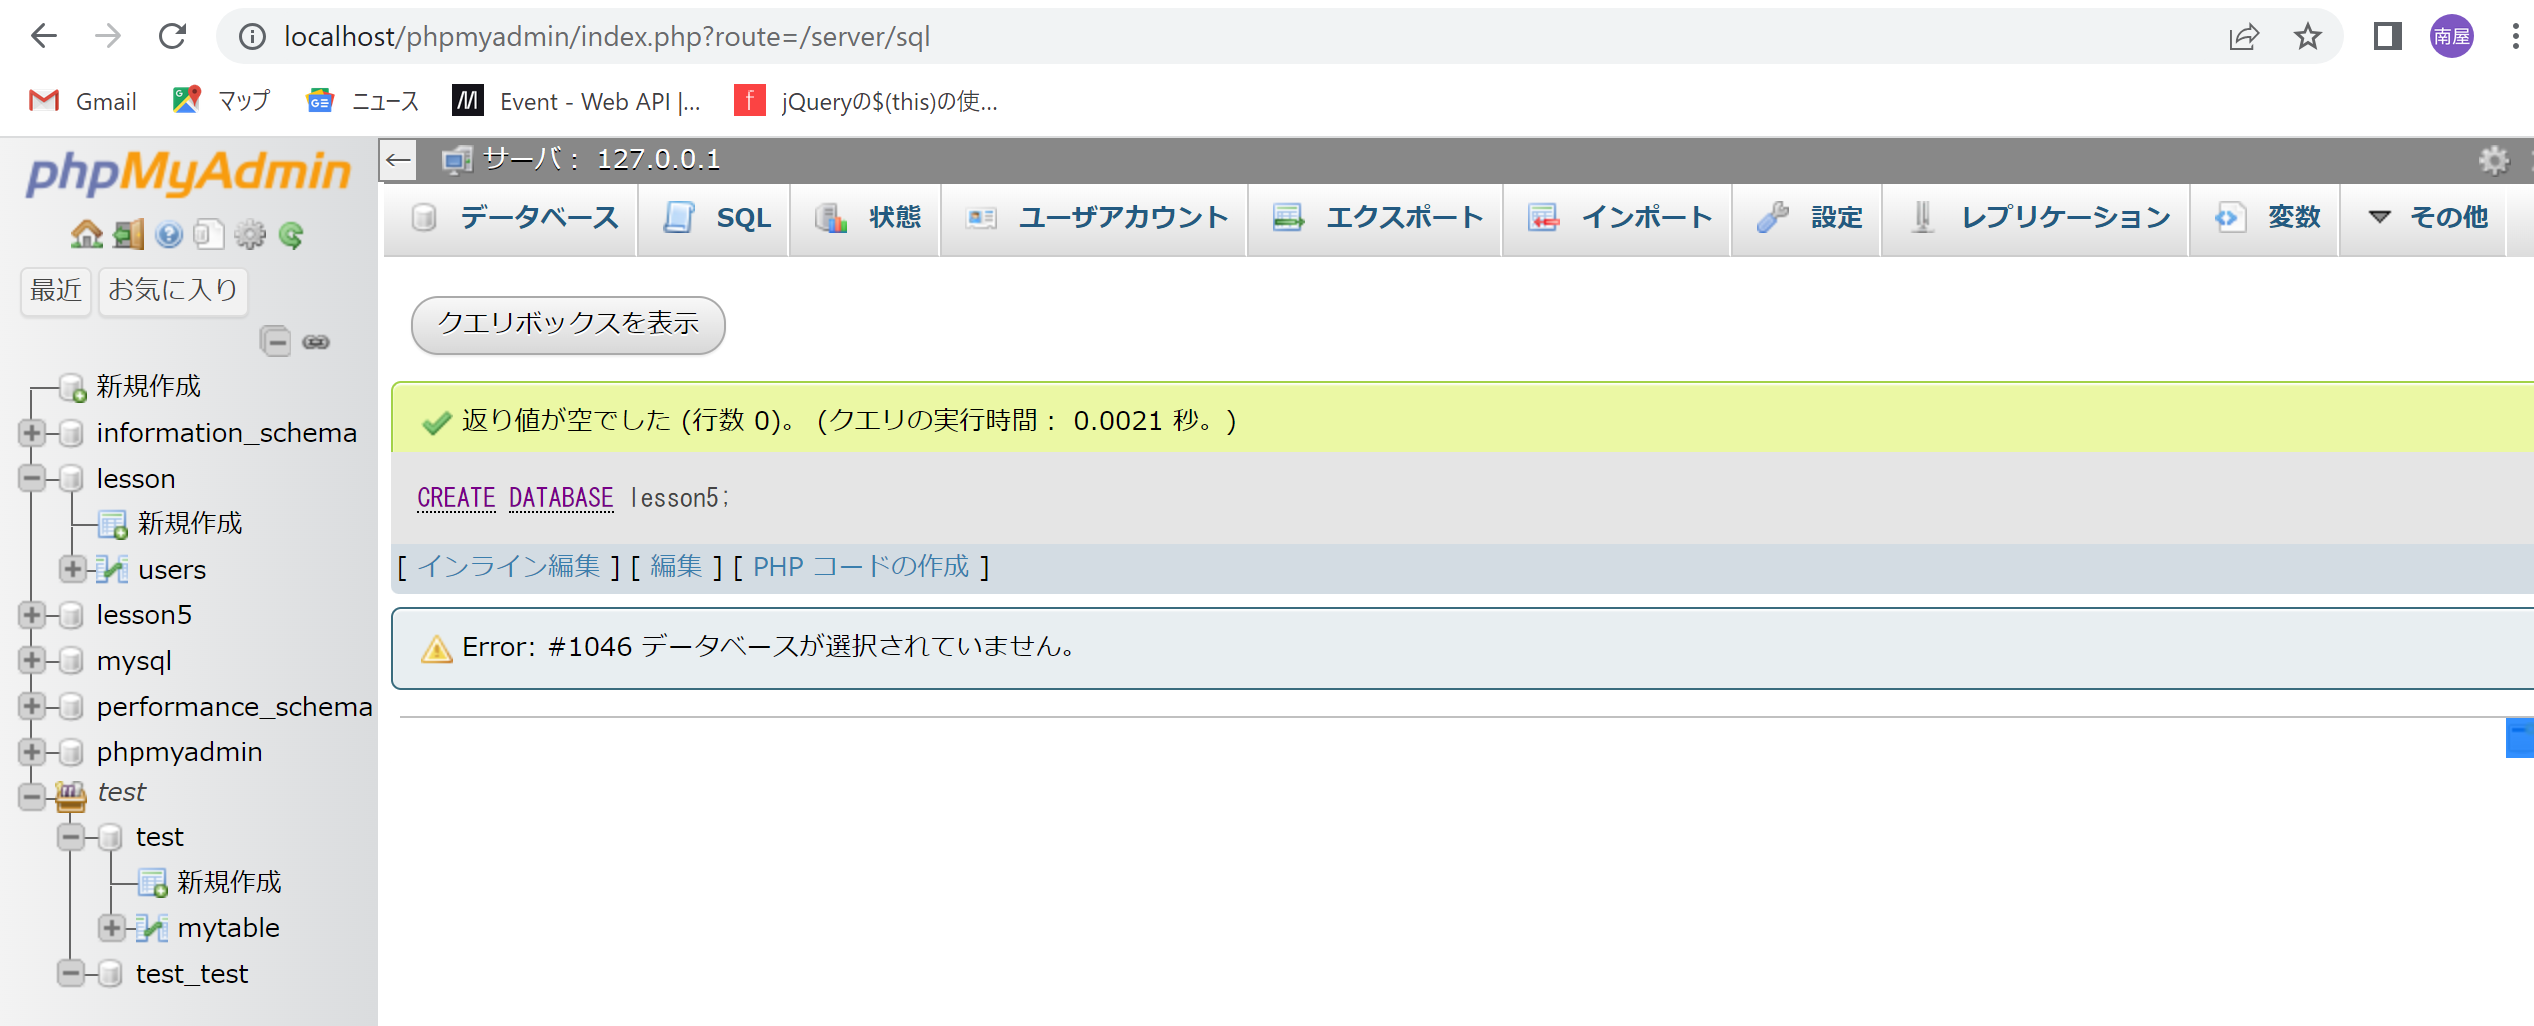 localhost/phpmyadmin/index.php?route=/server/sql
南屋
Gmail マップ ニュース Event - Web API |... jQueryの$(this)の使...
phpMyAdmin
最近 お気に入り
新規作成
information_schema
lesson
新規作成
users
lesson5
mysql
performance_schema
phpmyadmin
test
test
新規作成
mytable
test_test
サーバ: 127.0.0.1
データベース SQL 状態 ユーザアカウント エクスポート インポート 設定 レプリケーション 変数 その他
クエリボックスを表示
返り値が空でした (行数 0)。 (クエリの実行時間: 0.0021 秒。)
CREATE DATABASE lesson5;
[ インライン編集 ] [ 編集 ] [ PHP コードの作成 ]
Error: #1046 データベースが選択されていません。